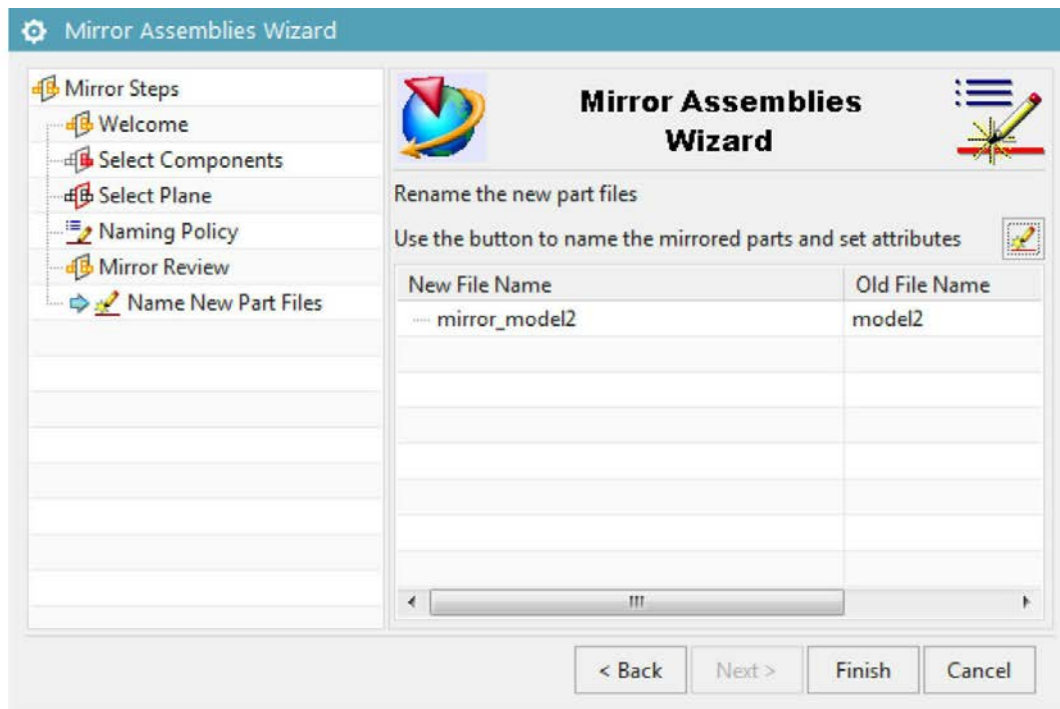 Mirror Assemblies Wizard
Mirror Steps
Welcome
Select Components
Select Plane
Naming Policy
Mirror Review
Name New Part Files
Mirror Assemblies
Wizard
Rename the new part files
Use the button to name the mirrored parts and set attributes
New File Name Old File Name
mirror_model2 model2
< Back Next > Finish Cancel